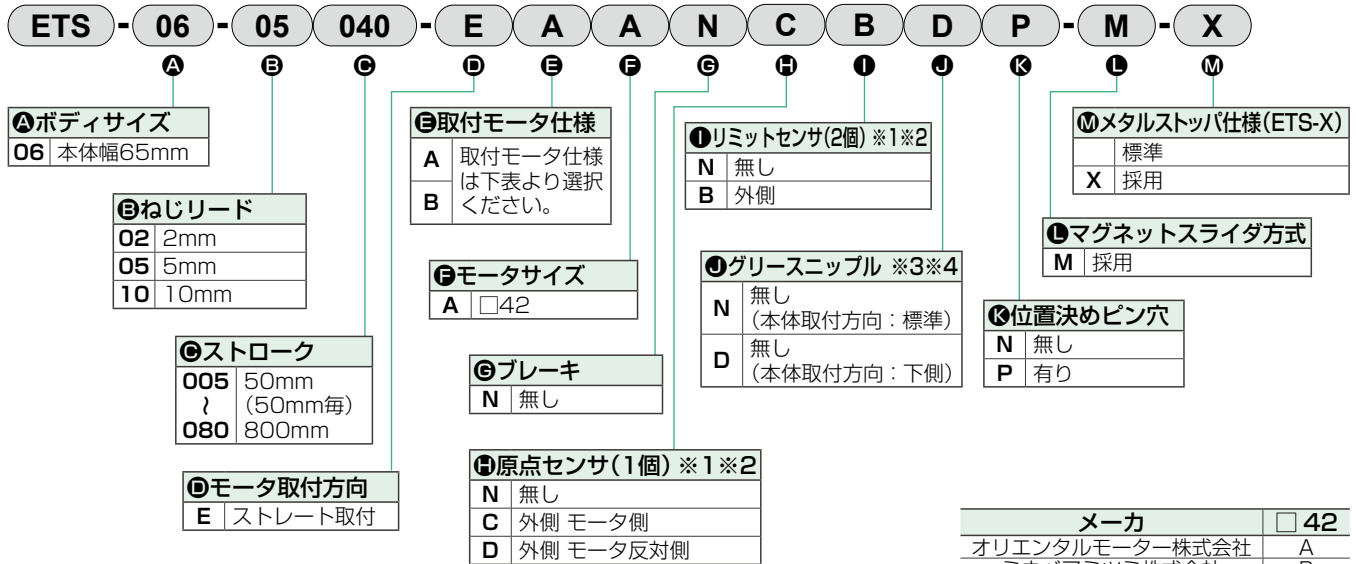 ETS - 06 - 05 040 - E A A N C B D P - M - X
A B C D E F G H I J K L M
Aボディサイズ
06 本体幅65mm
Bねじリード
02 2mm
05 5mm
10 10mm
Cストローク
005 50mm
〜 (50mm毎)
080 800mm
Dモータ取付方向
E ストレート取付
E取付モータ仕様
A 取付モータ仕様
は下表より選択
B ください。
Fモータサイズ
A □42
Gブレーキ
N 無し
H原点センサ(1個) ※1※2
N 無し
C 外側 モータ側
D 外側 モータ反対側
Iリミットセンサ(2個) ※1※2
N 無し
B 外側
Jグリースニップル ※3※4
N 無し
(本体取付方向：標準)
D 無し
(本体取付方向：下側)
K位置決めピン穴
N 無し
P 有り
Lマグネットスライダ方式
M 採用
Mメタルストッパ仕様(ETS-X)
標準
X 採用
メーカ □42
オリエンタルモーター株式会社 A